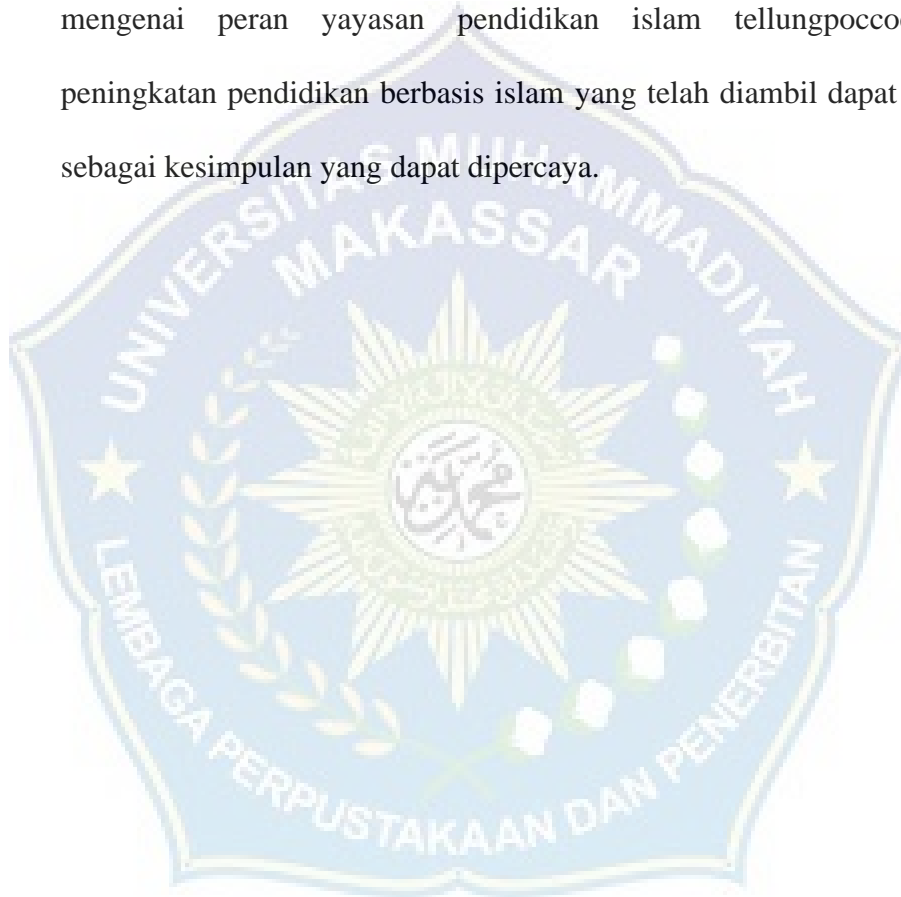 mengenai peran yayasan pendidikan islam
peningkatan pendidikan berbasis islam yang telah diambil dapat
sebagai kesimpulan yang dapat dipercaya.
UNIVERSITAS MUHAMMADIYAH
MAKASSAR
محمدية
LEMBAGA PERPUSTAKAAN DAN PENERBITAN